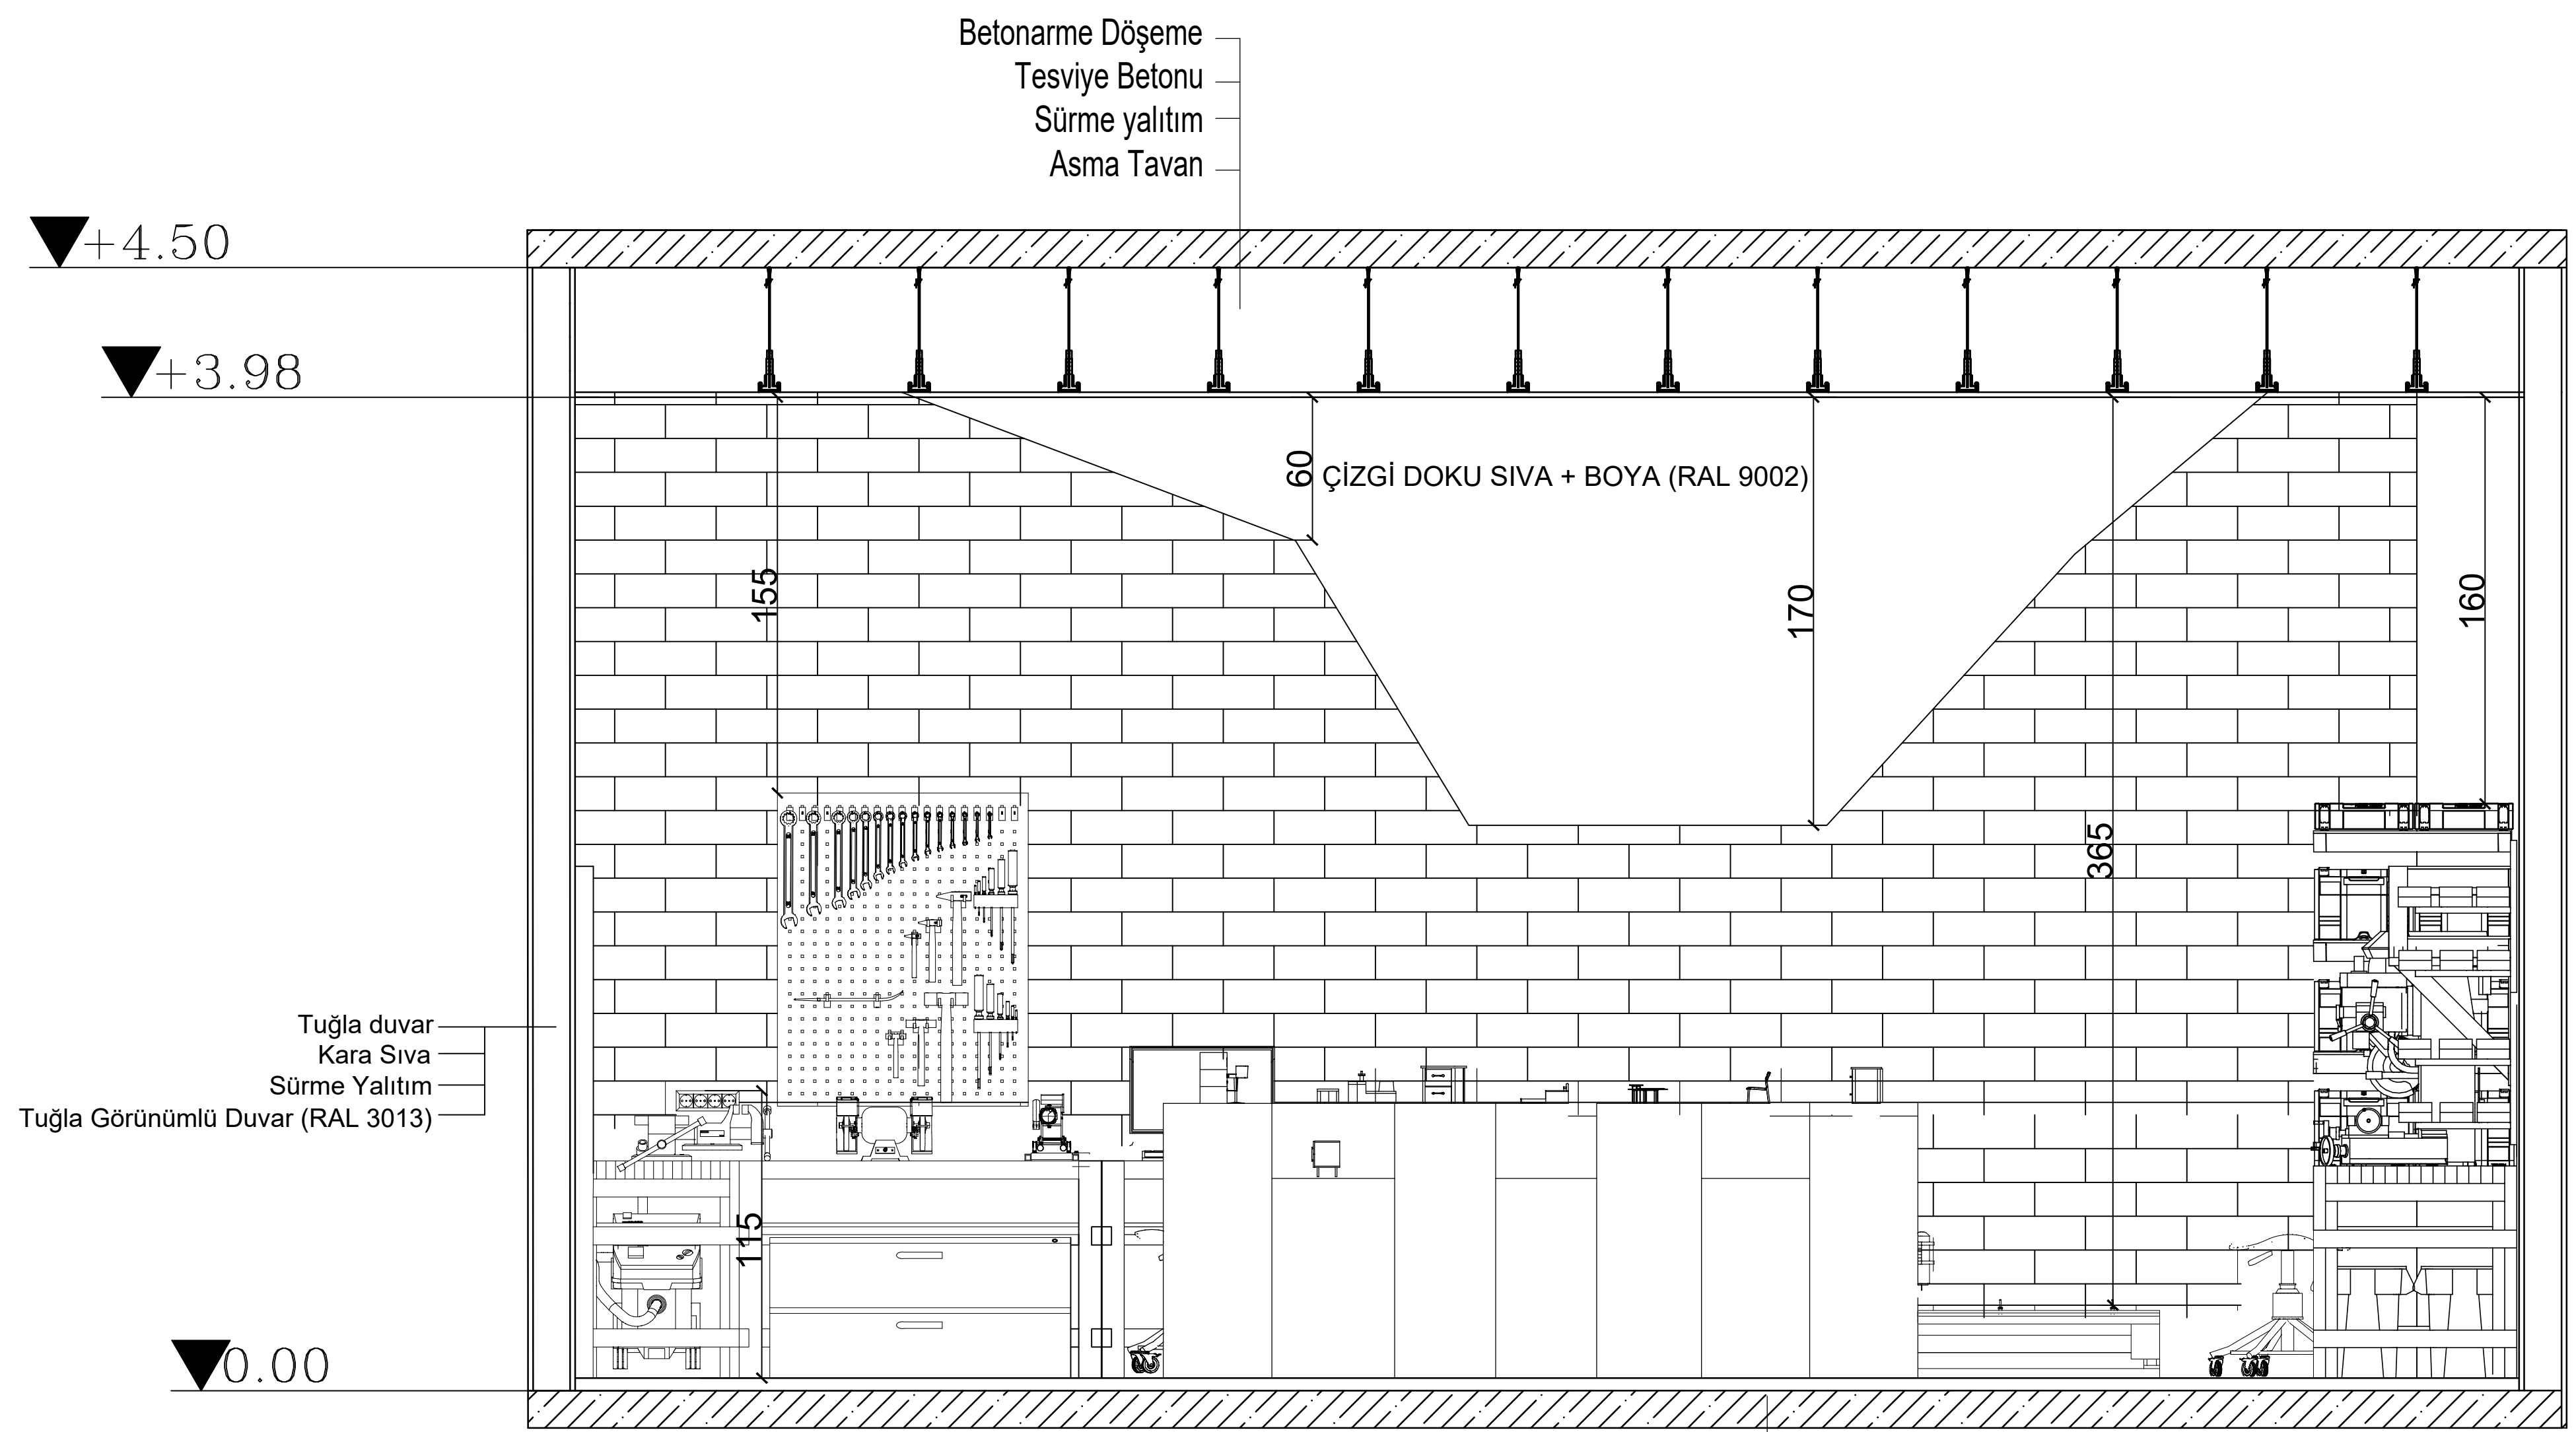 Betonarme Döşeme
Tesviye Betonu
Sürme yalıtım
Asma Tavan
+4.50
+3.98
60
ÇİZGİ DOKU SIVA + BOYA (RAL 9002)
155
170
160
365
Tuğla duvar
Kara Sıva
Sürme Yalıtım
Tuğla Görünümlü Duvar (RAL 3013)
115
0.00